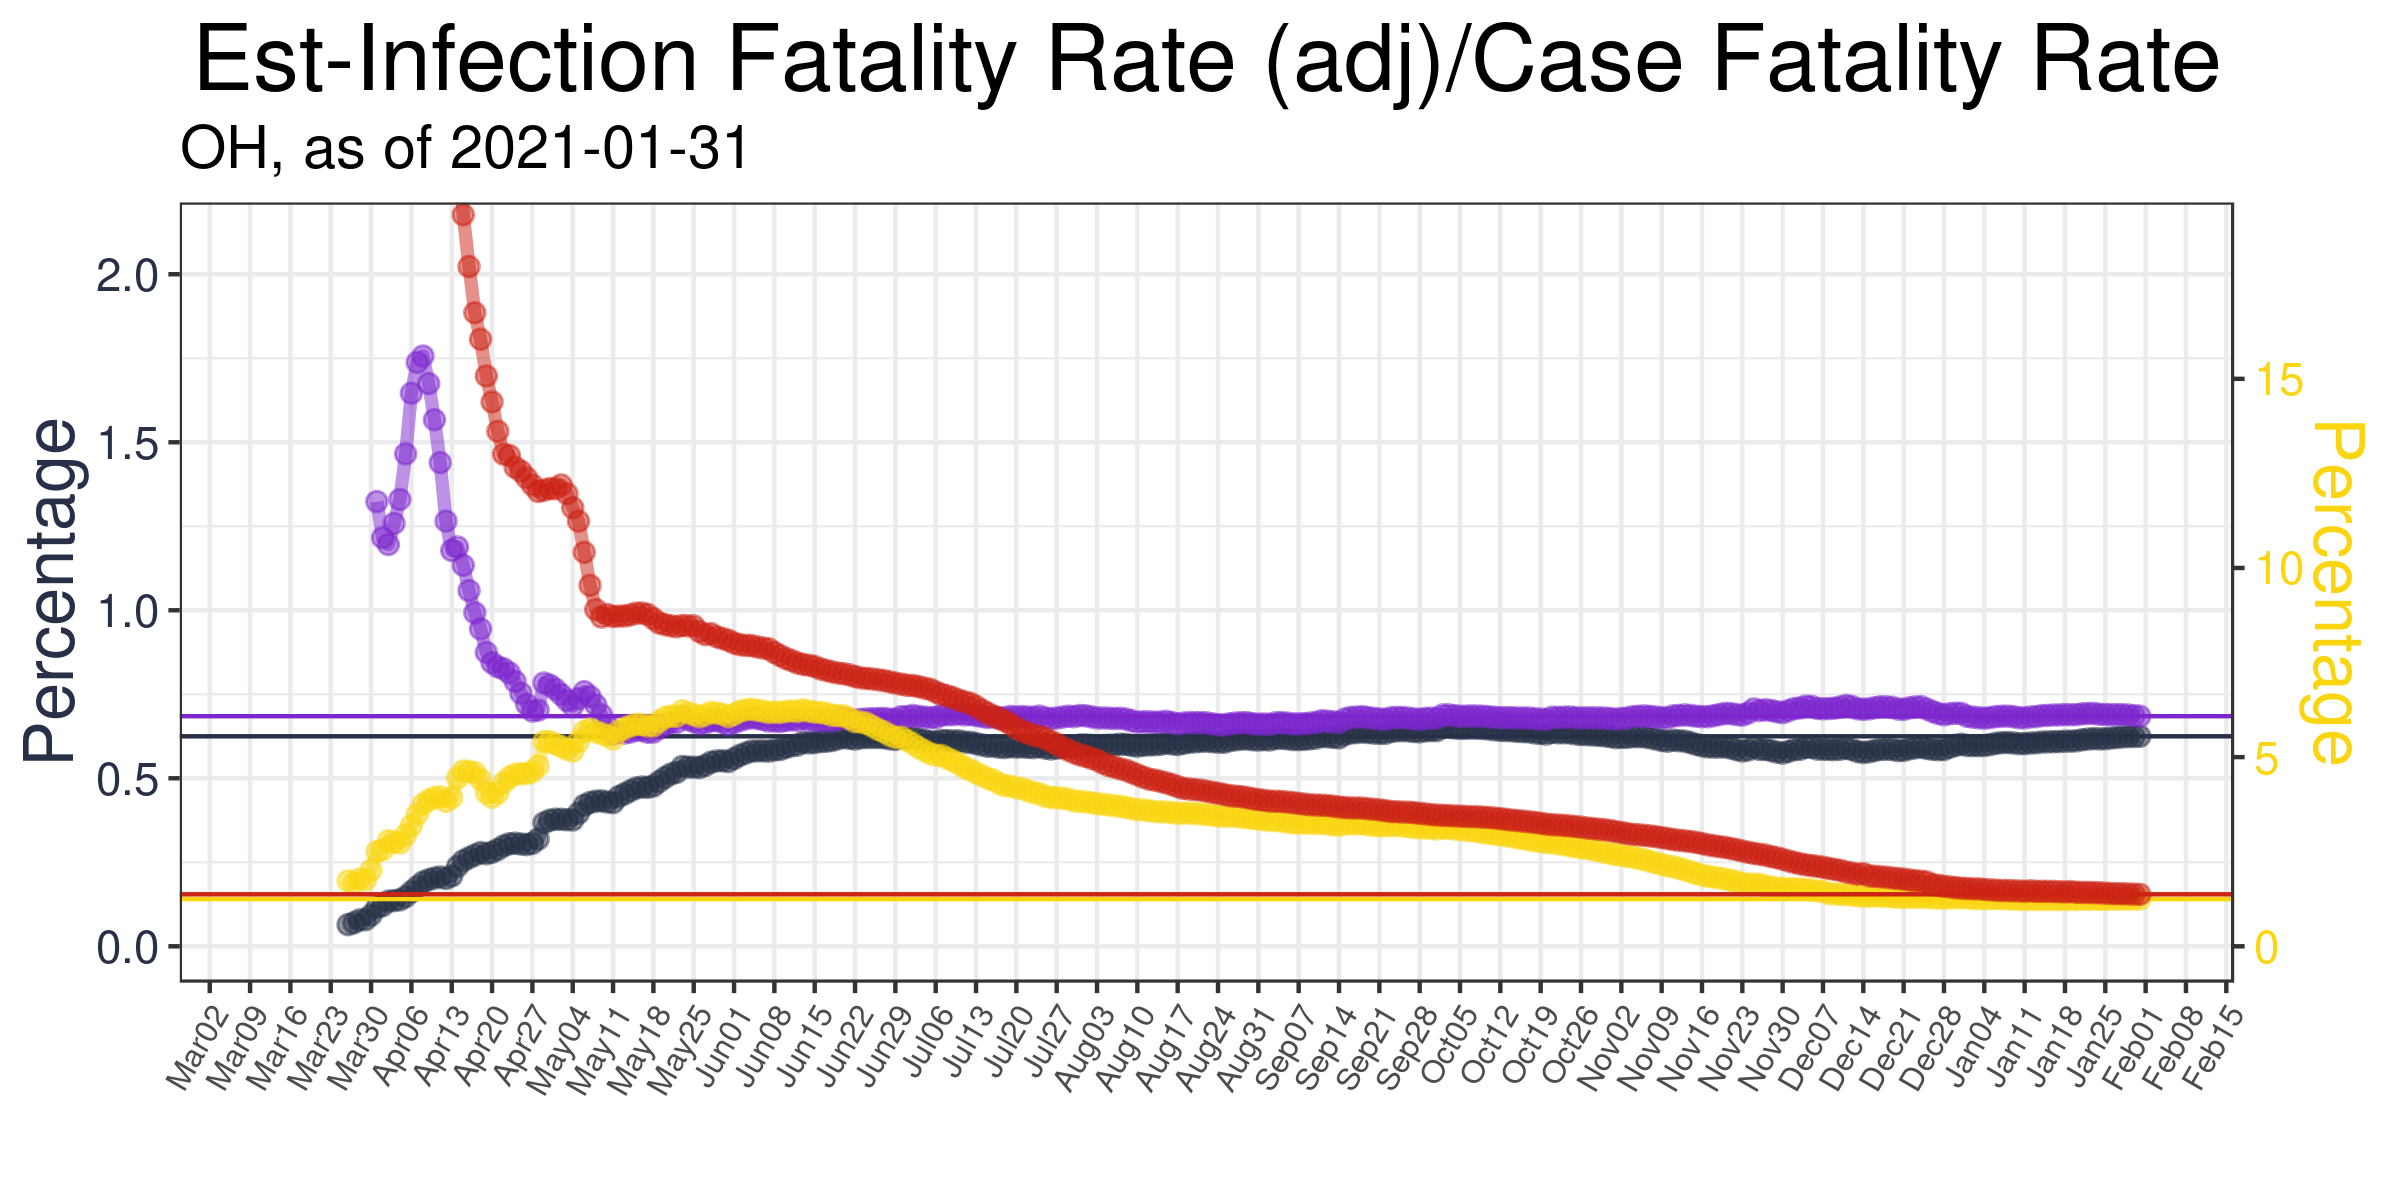 Est-Infection Fatality Rate (adj)/Case Fatality Rate
OH, as of 2021-01-31
Percentage
2.0
1.5
1.0
0.5
0.0
15
10
5
0
Percentage
Mar02
Mar09
Mar16
Mar23
Mar30
Apr06
Apr13
Apr20
Apr27
May04
May11
May18
May25
Jun01
Jun08
Jun15
Jun22
Jun29
Jul06
Jul13
Jul20
Jul27
Aug03
Aug10
Aug17
Aug24
Aug31
Sep07
Sep14
Sep21
Sep28
Oct05
Oct12
Oct19
Oct26
Nov02
Nov09
Nov16
Nov23
Nov30
Dec07
Dec14
Dec21
Dec28
Jan04
Jan11
Jan18
Jan25
Feb01
Feb08
Feb15